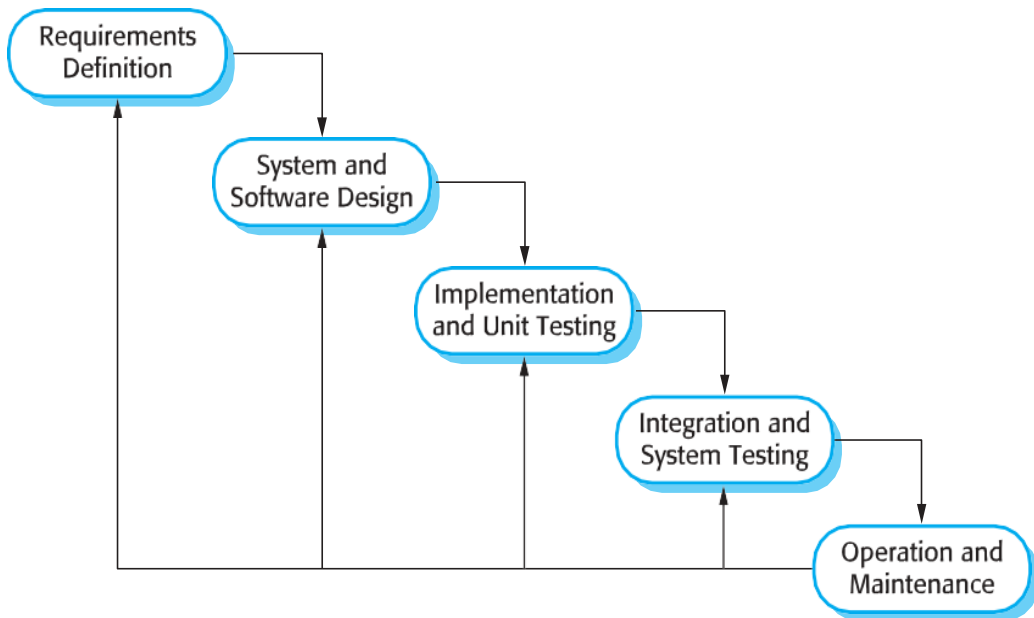 Requirements
Definition
System and
Software Design
Implementation
and Unit Testing
Integration and
System Testing
Operation and
Maintenance